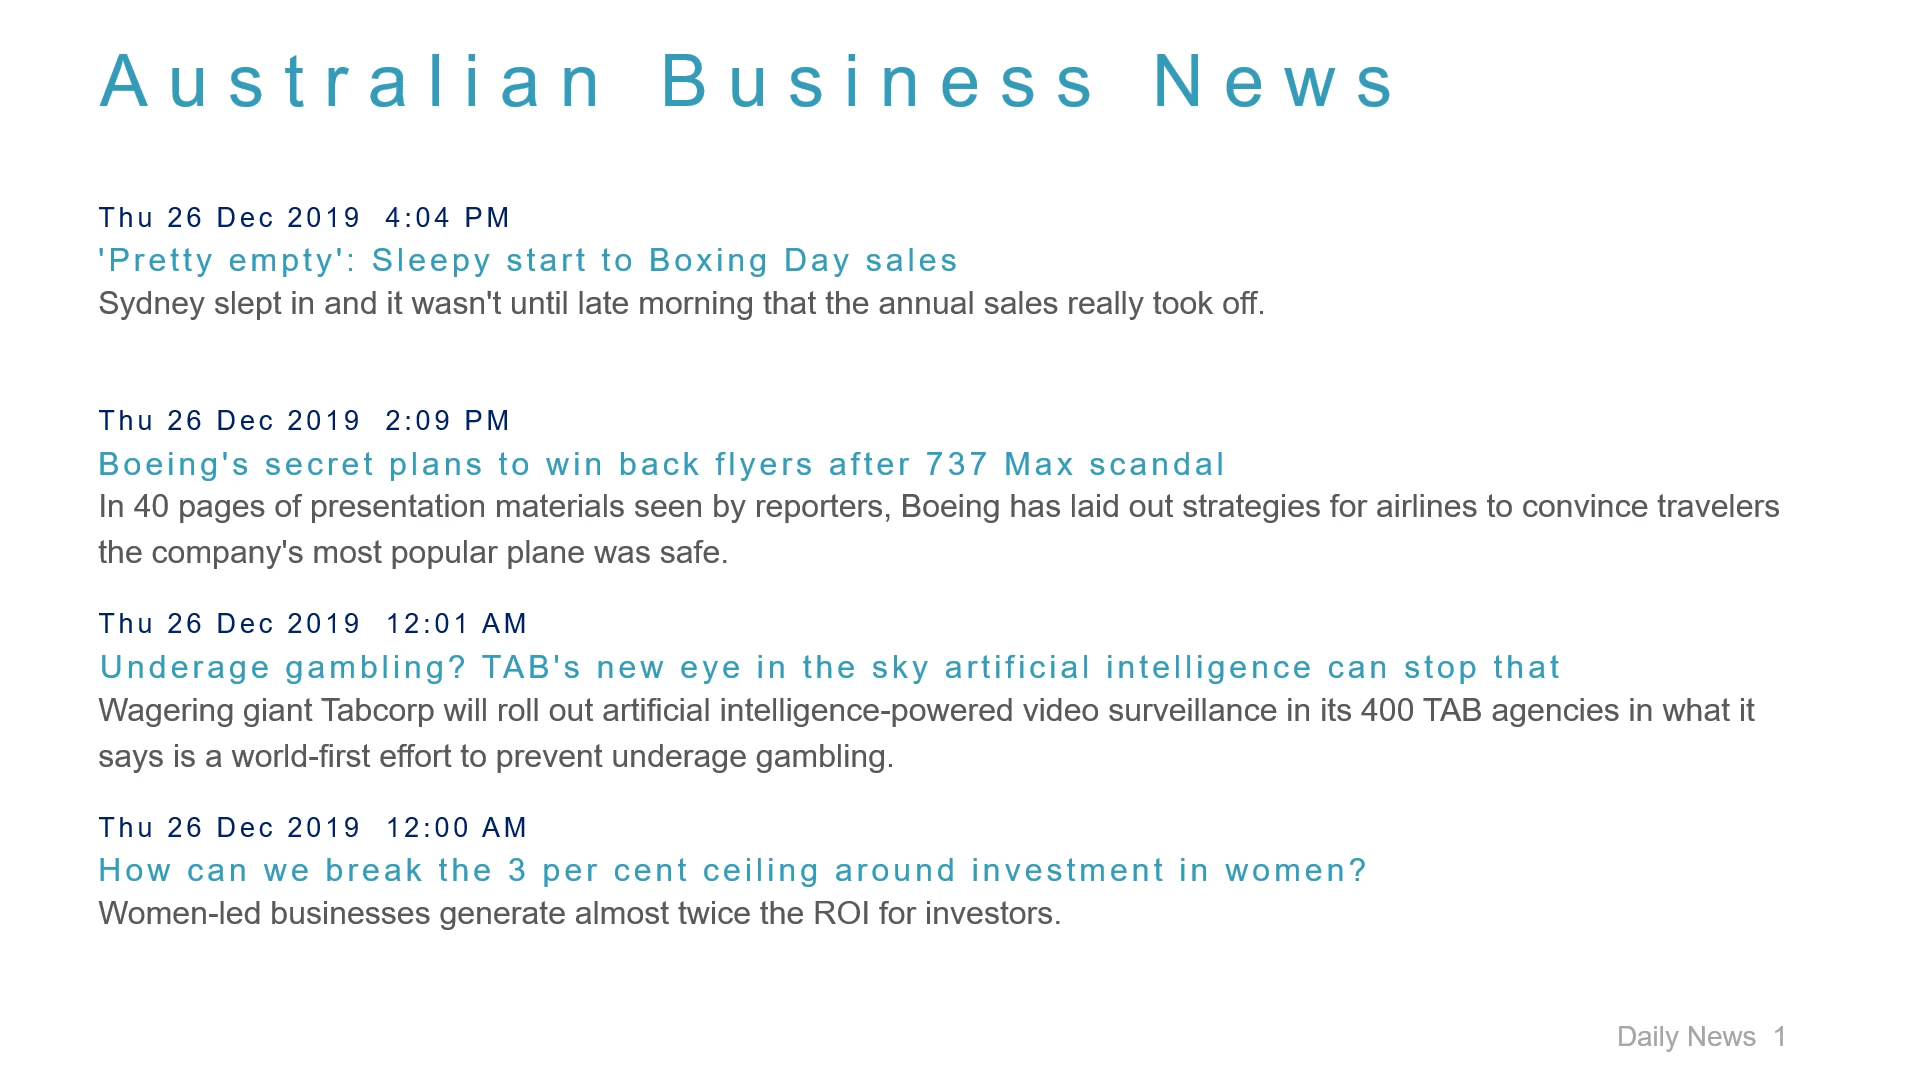 Australian Business News
Thu 26 Dec 2019 4:04 PM
'Pretty empty': Sleepy start to Boxing Day sales
Sydney slept in and it wasn't until late morning that the annual sales really took off.
Thu 26 Dec 2019 2:09 PM
Boeing's secret plans to win back flyers after 737 Max scandal
In 40 pages of presentation materials seen by reporters, Boeing has laid out strategies for airlines to convince travelers
the company's most popular plane was safe.
Thu 26 Dec 2019 12:01 AM
Underage gambling? TAB's new eye in the sky artificial intelligence can stop that
Wagering giant Tabcorp will roll out artificial intelligence-powered video surveillance in its 400 TAB agencies in what it
says is a world-first effort to prevent underage gambling.
Thu 26 Dec 2019 12:00 AM
How can we break the 3 per cent ceiling around investment in women?
Women-led businesses generate almost twice the ROI for investors.
Daily News 1